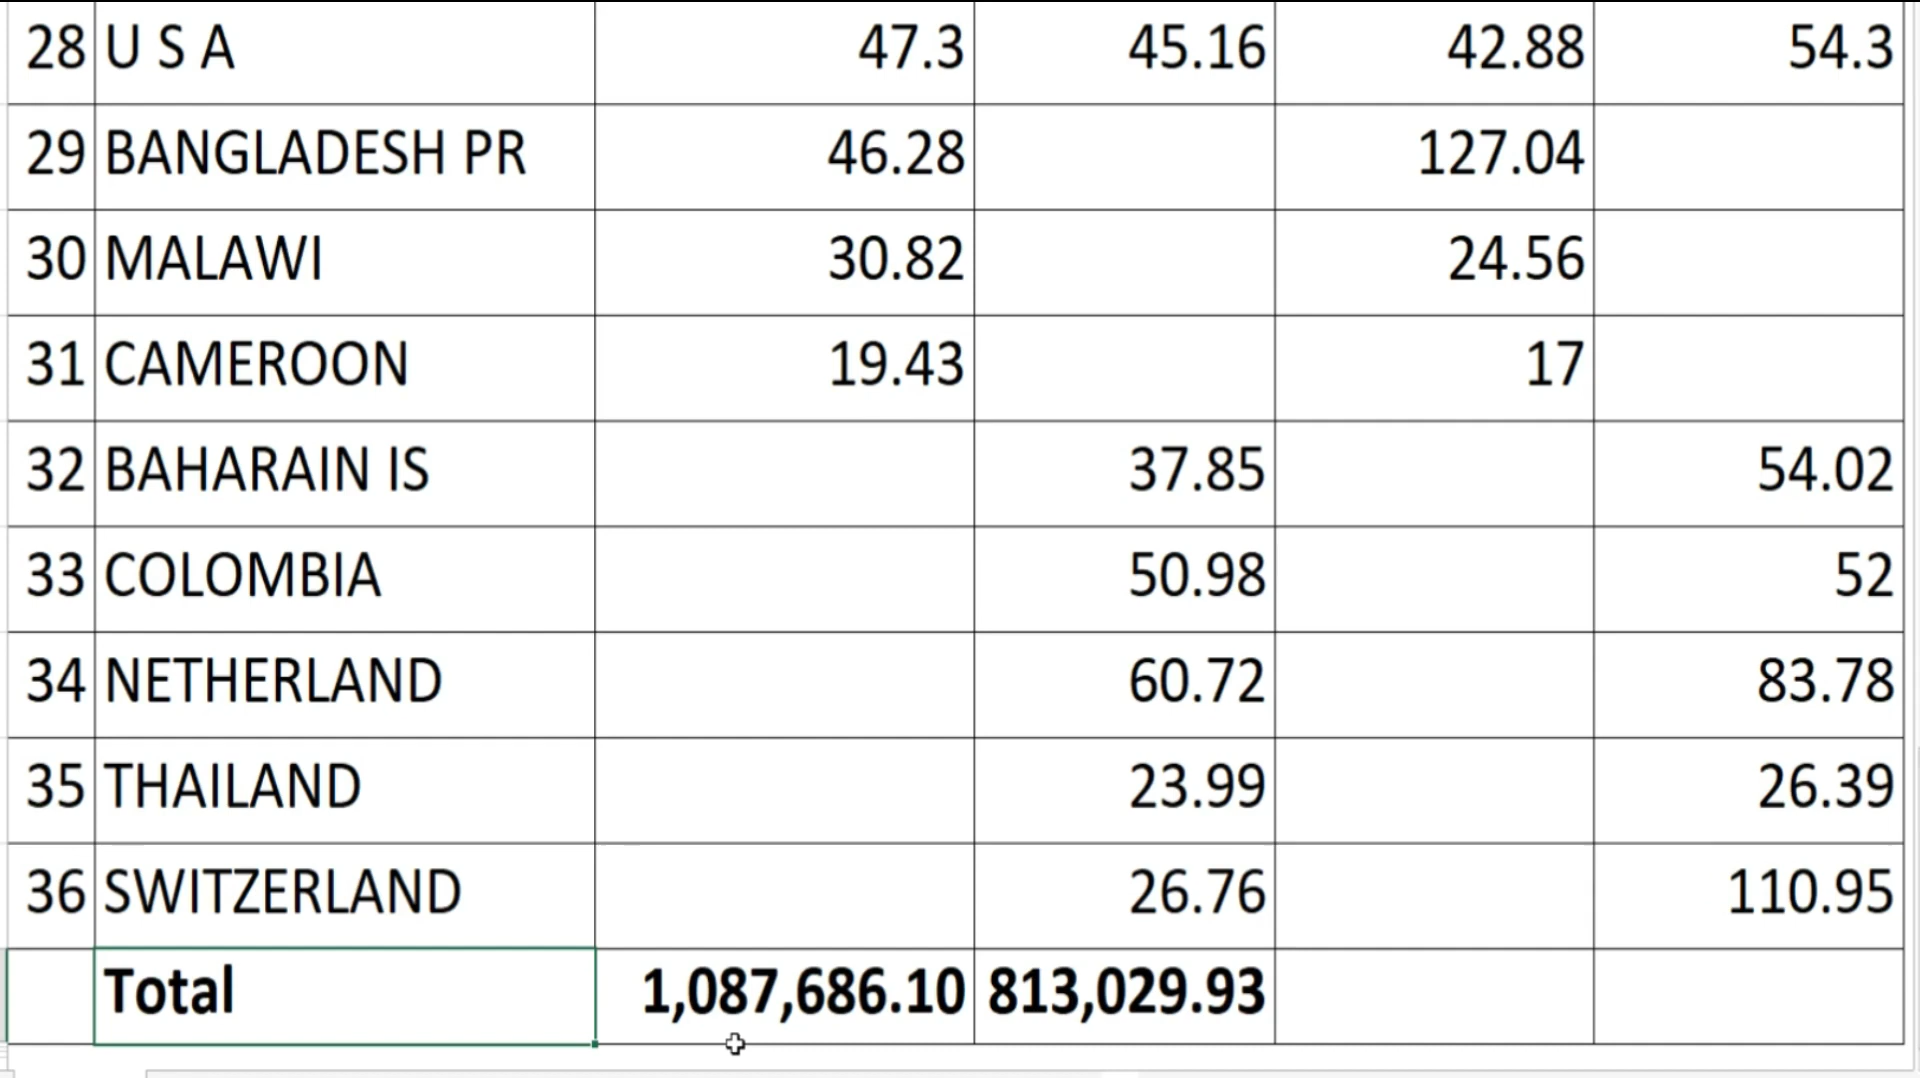 28 U S A 47.3 45.16 42.88 54.3
29 BANGLADESH PR 46.28 127.04
30 MALAWI 30.82 24.56
31 CAMEROON 19.43 17
32 BAHARAIN IS 37.85 54.02
33 COLOMBIA 50.98 52
34 NETHERLAND 60.72 83.78
35 THAILAND 23.99 26.39
36 SWITZERLAND 26.76 110.95
Total 1,087,686.10 813,029.93